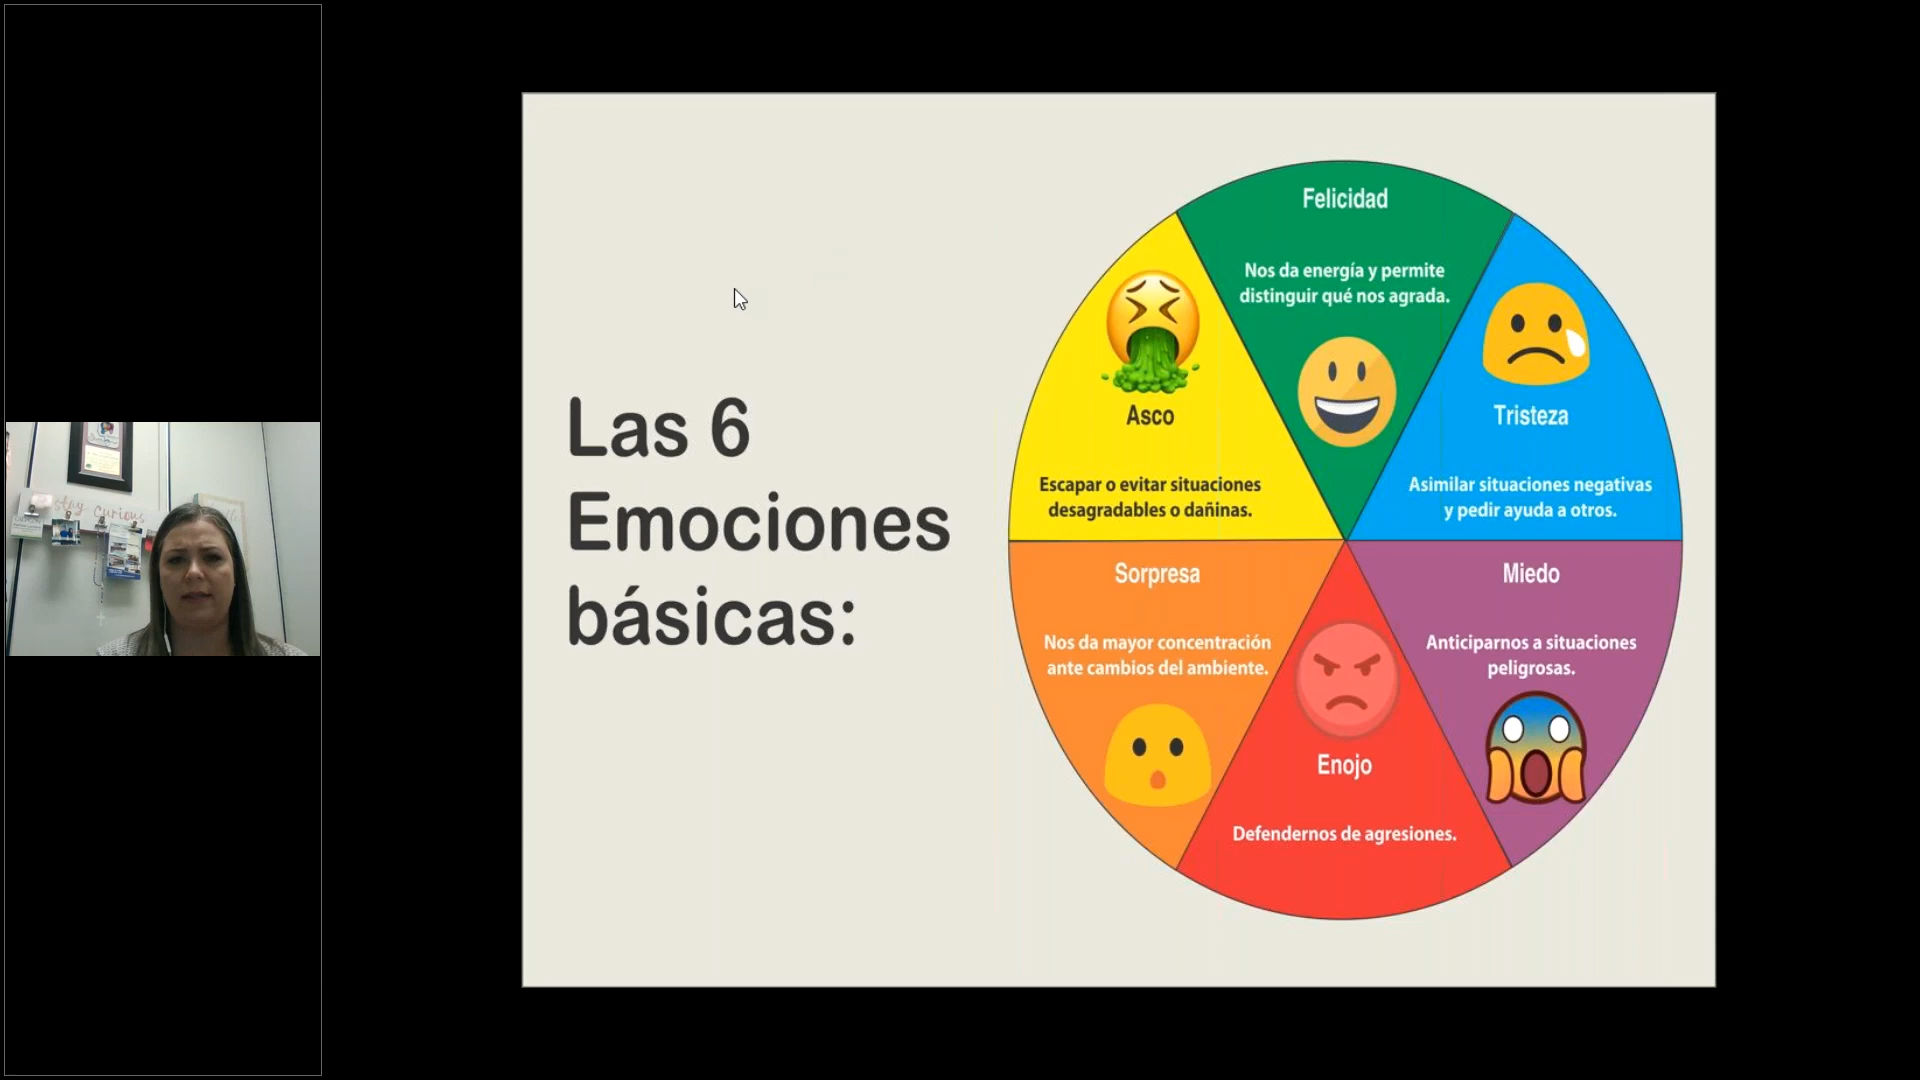 stay curious
Las 6
Emociones
básicas:
Felicidad
Nos da energía y permite
distinguir qué nos agrada.
Tristeza
Asimilar situaciones negativas
y pedir ayuda a otros.
Miedo
Anticiparnos a situaciones
peligrosas.
Enojo
Defendernos de agresiones.
Sorpresa
Nos da mayor concentración
ante cambios del ambiente.
Asco
Escapar o evitar situaciones
desagradables o dañinas.